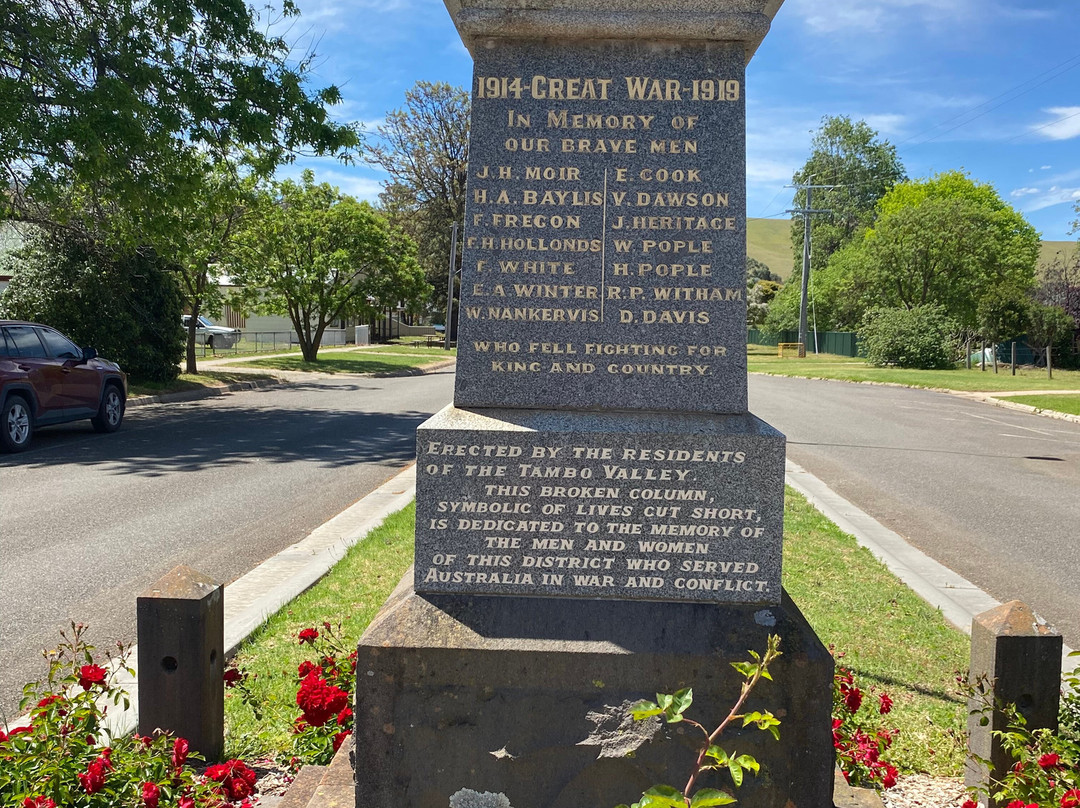 1914-GREAT WAR-1919
IN MEMORY OF
OUR BRAVE MEN
J.H. MOIR E. COOK
H.A. BAYLIS V. DAWSON
F. FREGON J. HERITAGE
F.H. HOLLONDS W. POPLE
F. WHITE H. POPLE
E.A WINTER R.P. WITHAM
W. NANKERVIS D. DAVIS
WHO FELL FIGHTING FOR
KING AND COUNTRY.
ERECTED BY THE RESIDENTS
OF THE TAMBO VALLEY.
THIS BROKEN COLUMN,
SYMBOLIC OF LIVES CUT SHORT,
IS DEDICATED TO THE MEMORY OF
THE MEN AND WOMEN
OF THIS DISTRICT WHO SERVED
AUSTRALIA IN WAR AND CONFLICT.